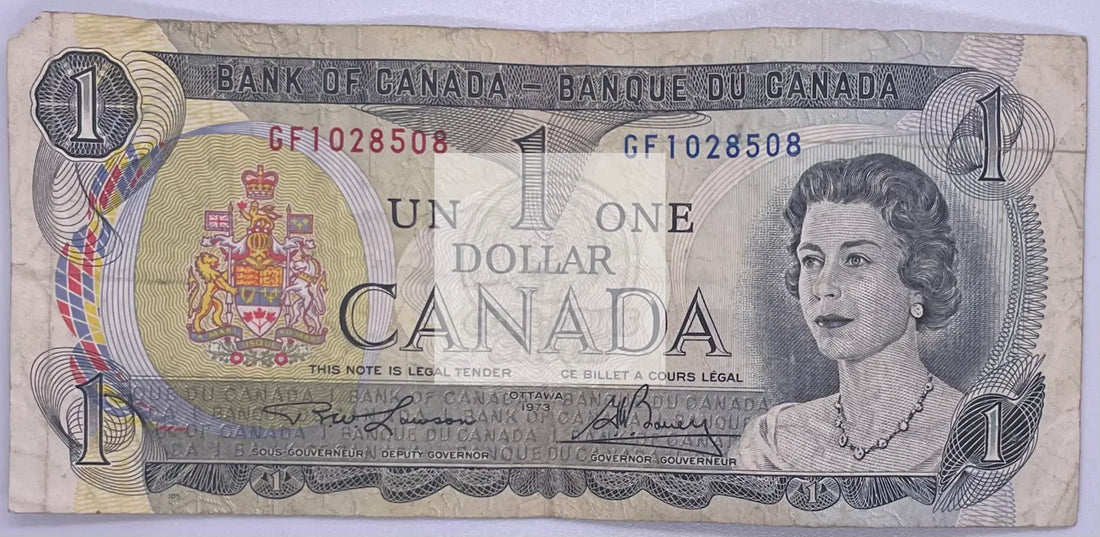 1
BANK OF CANADA – BANQUE DU CANADA
1
GF1028508
GF1028508
1
UN
ONE
DOLLAR
CANADA
THIS NOTE IS LEGAL TENDER
CE BILLET A COURS LÉGAL
OTTAWA
1973
1
SOUS-GOUVERNEUR DEPUTY GOVERNOR
GOVERNOR-GOUVERNEUR
1
1
1